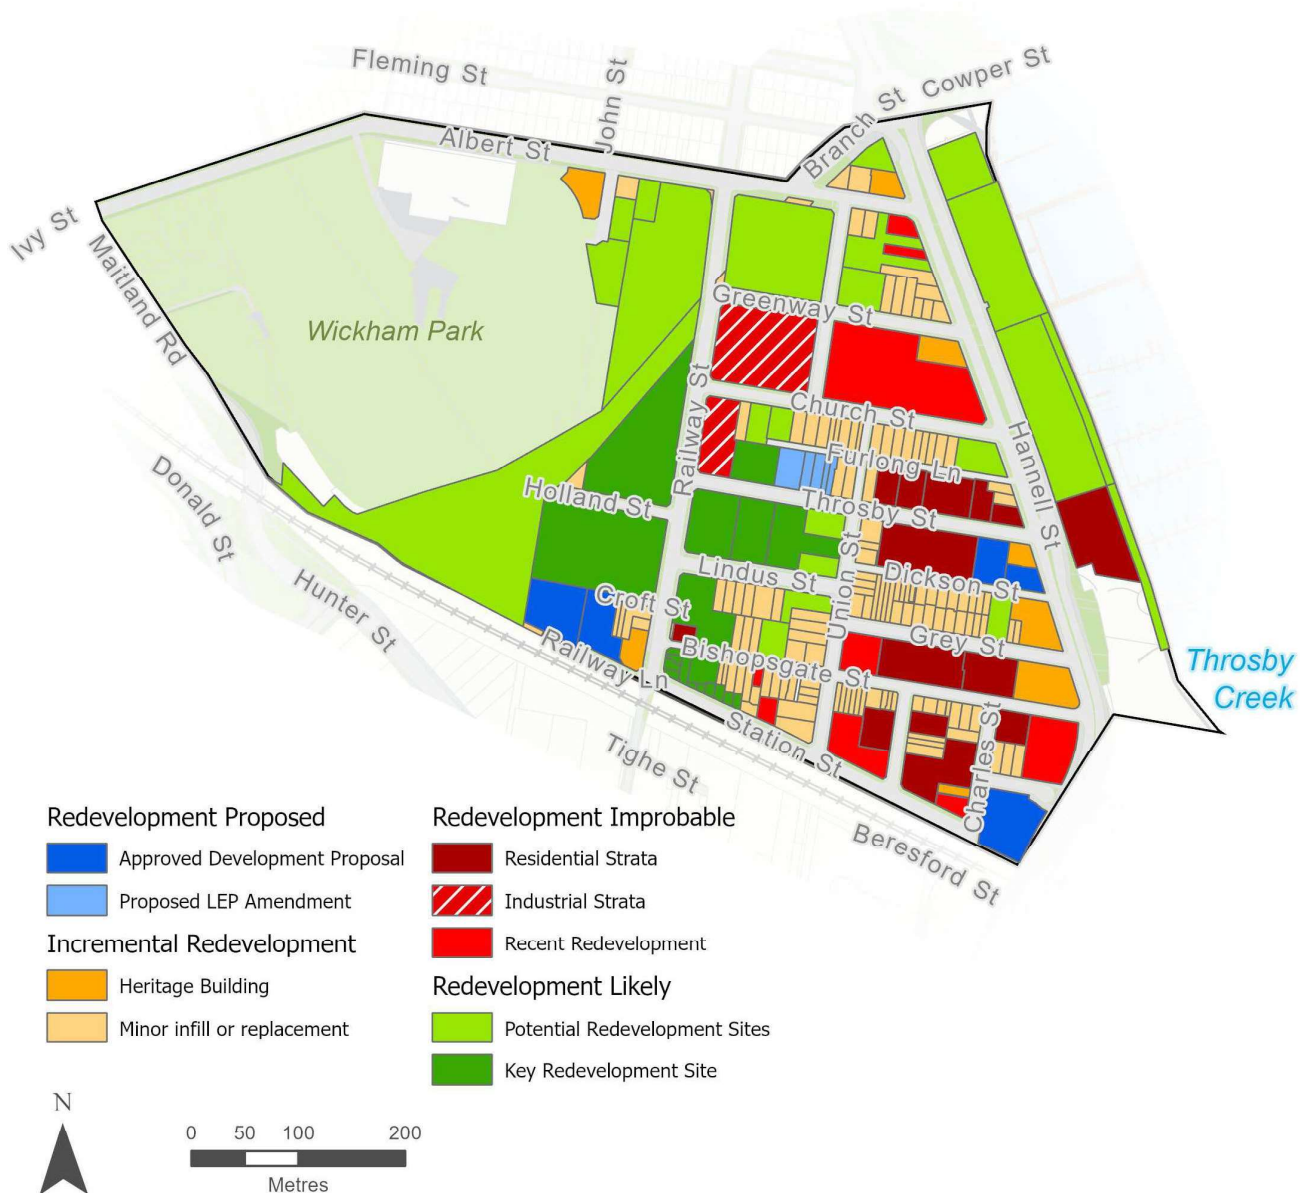 Fleming St
John St
Cowper St
Branch St
Albert St
Ivy St
Maitland Rd
Wickham Park
Greenway St
Railway St
Church St
Hannell St
Furlong Ln
Donald St
Holland St
Throsby St
Hunter St
Lindus St
Union St
Dickson St
Croft St
Grey St
Railway Ln
Bishopsgate St
Throsby
Creek
Station St
Charles St
Tighe St
Beresford St
Redevelopment Proposed
Approved Development Proposal
Proposed LEP Amendment
Incremental Redevelopment
Heritage Building
Minor infill or replacement
Redevelopment Improbable
Residential Strata
Industrial Strata
Recent Redevelopment
Redevelopment Likely
Potential Redevelopment Sites
Key Redevelopment Site
N
0 50 100 200
Metres